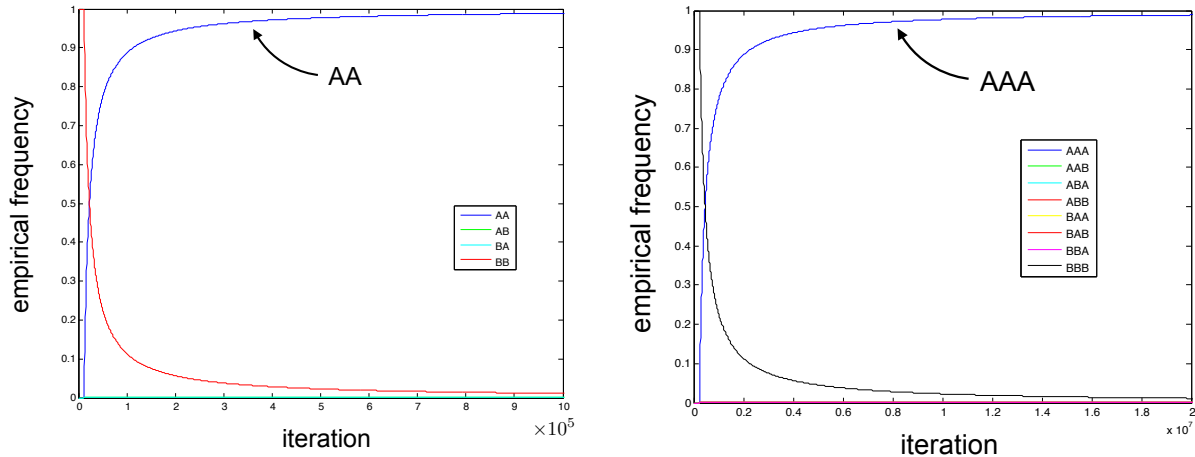 1
0.9
0.8
0.7
0.6
0.5
0.4
0.3
0.2
0.1
0
empirical frequency
AA
AA
AB
BA
BB
0 1 2 3 4 5 6 7 8 9 10
iteration
×10⁵
1
0.9
0.8
0.7
0.6
0.5
0.4
0.3
0.2
0.1
0
empirical frequency
AAA
AAA
AAB
ABA
ABB
BAA
BAB
BBA
BBB
0 0.2 0.4 0.6 0.8 1 1.2 1.4 1.6 1.8 2
x 10⁷
iteration